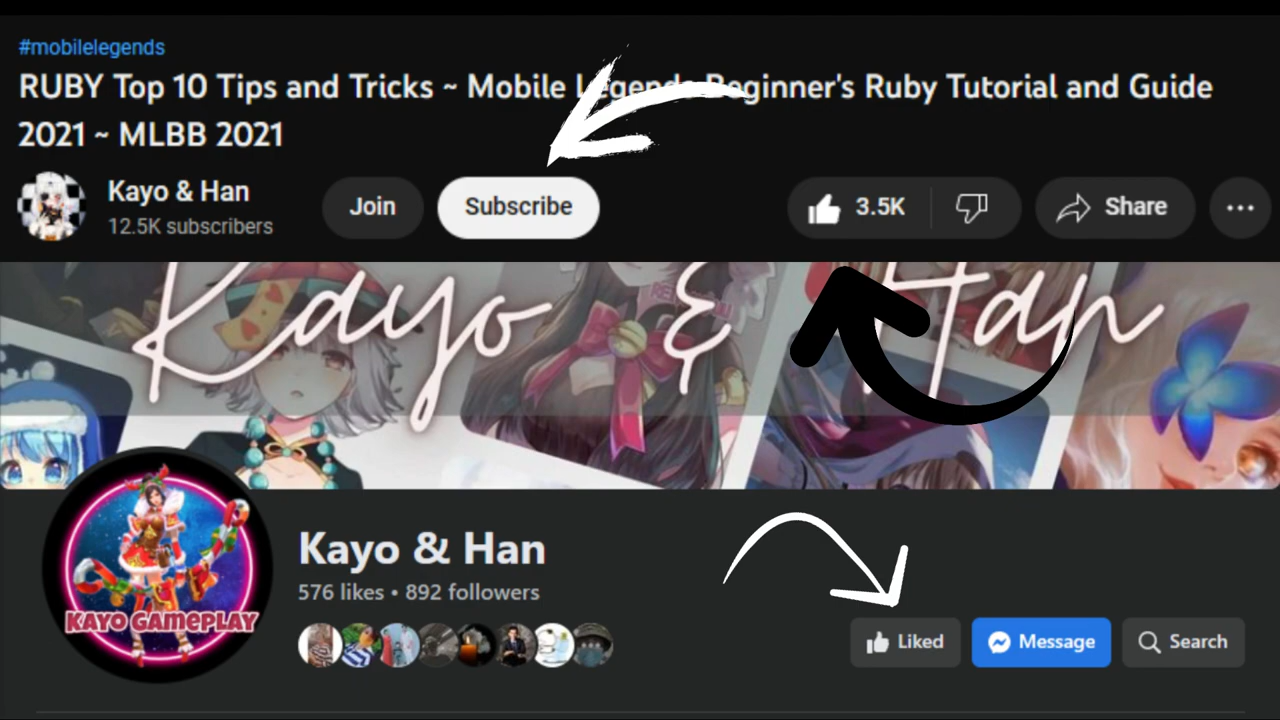 #mobilelegends
RUBY Top 10 Tips and Tricks ~ Mobile Legends Beginner's Ruby Tutorial and Guide
2021 ~ MLBB 2021
Kayo & Han
12.5K subscribers
Join
Subscribe
3.5K
Share
Kayo & Han
KAYO GAMEPLAY
Kayo & Han
576 likes • 892 followers
Liked
Message
Search